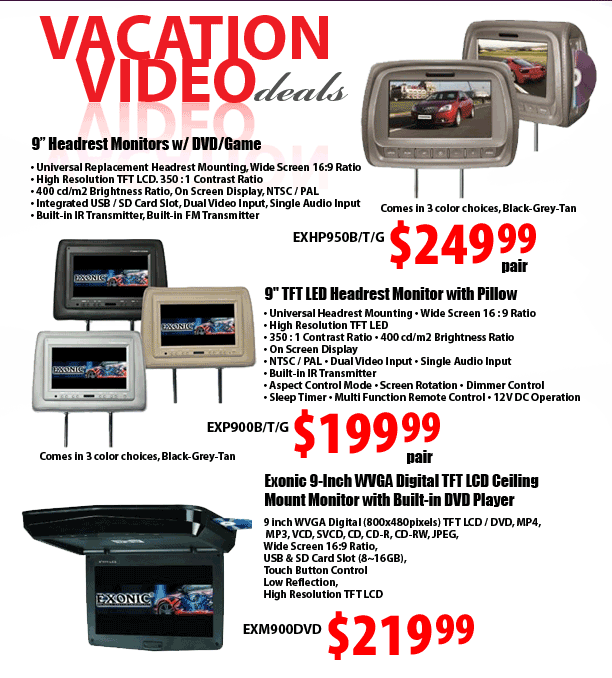 VACATION
VIDEO deals
9" Headrest Monitors w/ DVD/Game
• Universal Replacement Headrest Mounting, Wide Screen 16:9 Ratio
• High Resolution TFT LCD, 350 : 1 Contrast Ratio
• 400 cd/m2 Brightness Ratio, On Screen Display, NTSC / PAL
• Integrated USB / SD Card Slot, Dual Video Input, Single Audio Input
• Built-in IR Transmitter, Built-in FM Transmitter
Comes in 3 color choices, Black-Grey-Tan
EXHP950B/T/G $249.99
pair
EXONIC
EXONIC
EXONIC
9" TFT LED Headrest Monitor with Pillow
• Universal Headrest Mounting • Wide Screen 16 : 9 Ratio
• High Resolution TFT LED
• 350 : 1 Contrast Ratio • 400 cd/m2 Brightness Ratio
• On Screen Display
• NTSC / PAL • Dual Video Input • Single Audio Input
• Built-in IR Transmitter
• Aspect Control Mode • Screen Rotation • Dimmer Control
• Sleep Timer • Multi Function Remote Control • 12V DC Operation
EXP900B/T/G $199.99
pair
Comes in 3 color choices, Black-Grey-Tan
Exonic 9-Inch WVGA Digital TFT LCD Ceiling
Mount Monitor with Built-in DVD Player
9 inch WVGA Digital (800x480pixels) TFT LCD / DVD, MP4,
MP3, VCD, SVCD, CD, CD-R, CD-RW, JPEG,
Wide Screen 16:9 Ratio,
USB & SD Card Slot (8~16GB),
Touch Button Control
Low Reflection,
High Resolution TFT LCD
EXONIC
EXM900DVD $219.99